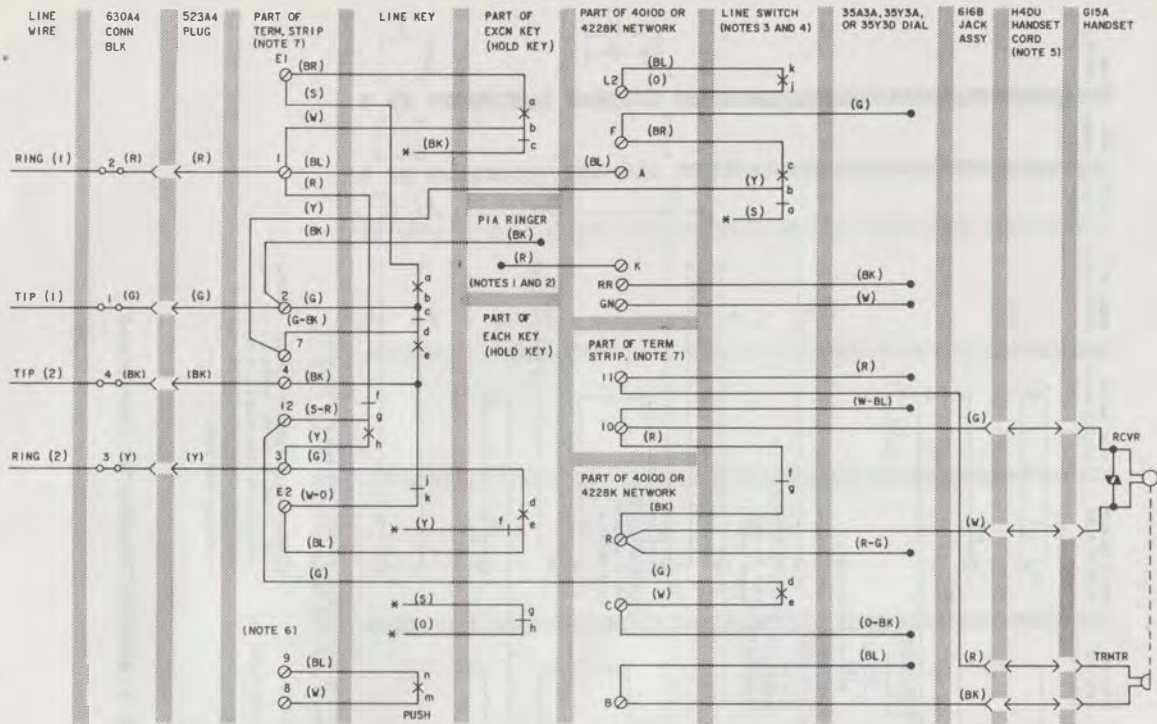 LINE WIRE
630A4 CONN BLK
523A4 PLUG
PART OF TERM. STRIP (NOTE 7)
LINE KEY
PART OF EXCN KEY (HOLD KEY)
PART OF 4010D OR 4228K NETWORK
LINE SWITCH (NOTES 3 AND 4)
35A3A, 35Y3A, OR 35Y3D DIAL
616B JACK ASSY
H4DU HANDSET CORD (NOTE 5)
G15A HANDSET
E1 (BR)
(S)
(W)
a
b
c
* (BK)
L2 (BL)
(O)
k
j
(G)
F (BR)
RING (1) 2 (R) (R) 1 (BL)
(R)
(BL) A
(Y)
c
b
a
* (S)
(Y)
(BK)
P1A RINGER
(BK)
(R) K
(NOTES 1 AND 2)
RR (BK)
GN (W)
TIP (1) 1 (G) (G) 2 (G)
(G-BK)
7
a
b
c
d
e
PART OF EACH KEY (HOLD KEY)
PART OF TERM STRIP. (NOTE 7)
TIP (2) 4 (BK) (BK) 4 (BK)
11 (R)
(W-BL)
12 (S-R)
f
g
h
10 (R)
(G)
RCVR
(Y)
RING (2) 3 (Y) (Y) 3 (G)
E2 (W-O)
j
k
d
e
f
* (Y)
(BL)
PART OF 4010D OR 4228K NETWORK
f
g
(BK)
R
(W)
(R-G)
(G)
(G)
d
e
C (W)
(O-BK)
* (S)
* (O)
g
h
(NOTE 6)
9 (BL)
8 (W)
n
m
PUSH
(BL)
B
(R)
(BK)
TRMTR